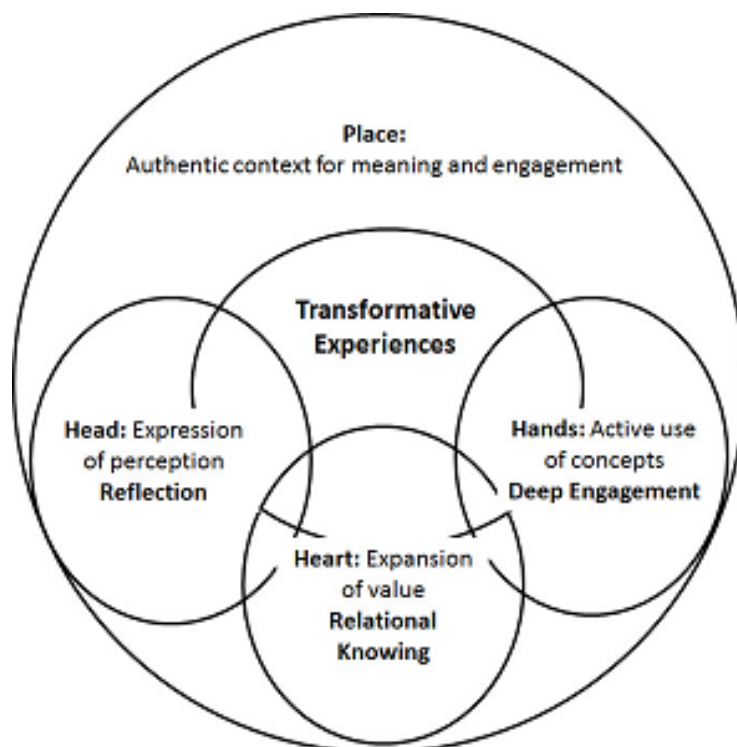 Place:
Authentic context for meaning and engagement
Transformative
Experiences
Head: Expression
of perception
Reflection
Hands: Active use
of concepts
Deep Engagement
Heart: Expansion
of value
Relational
Knowing